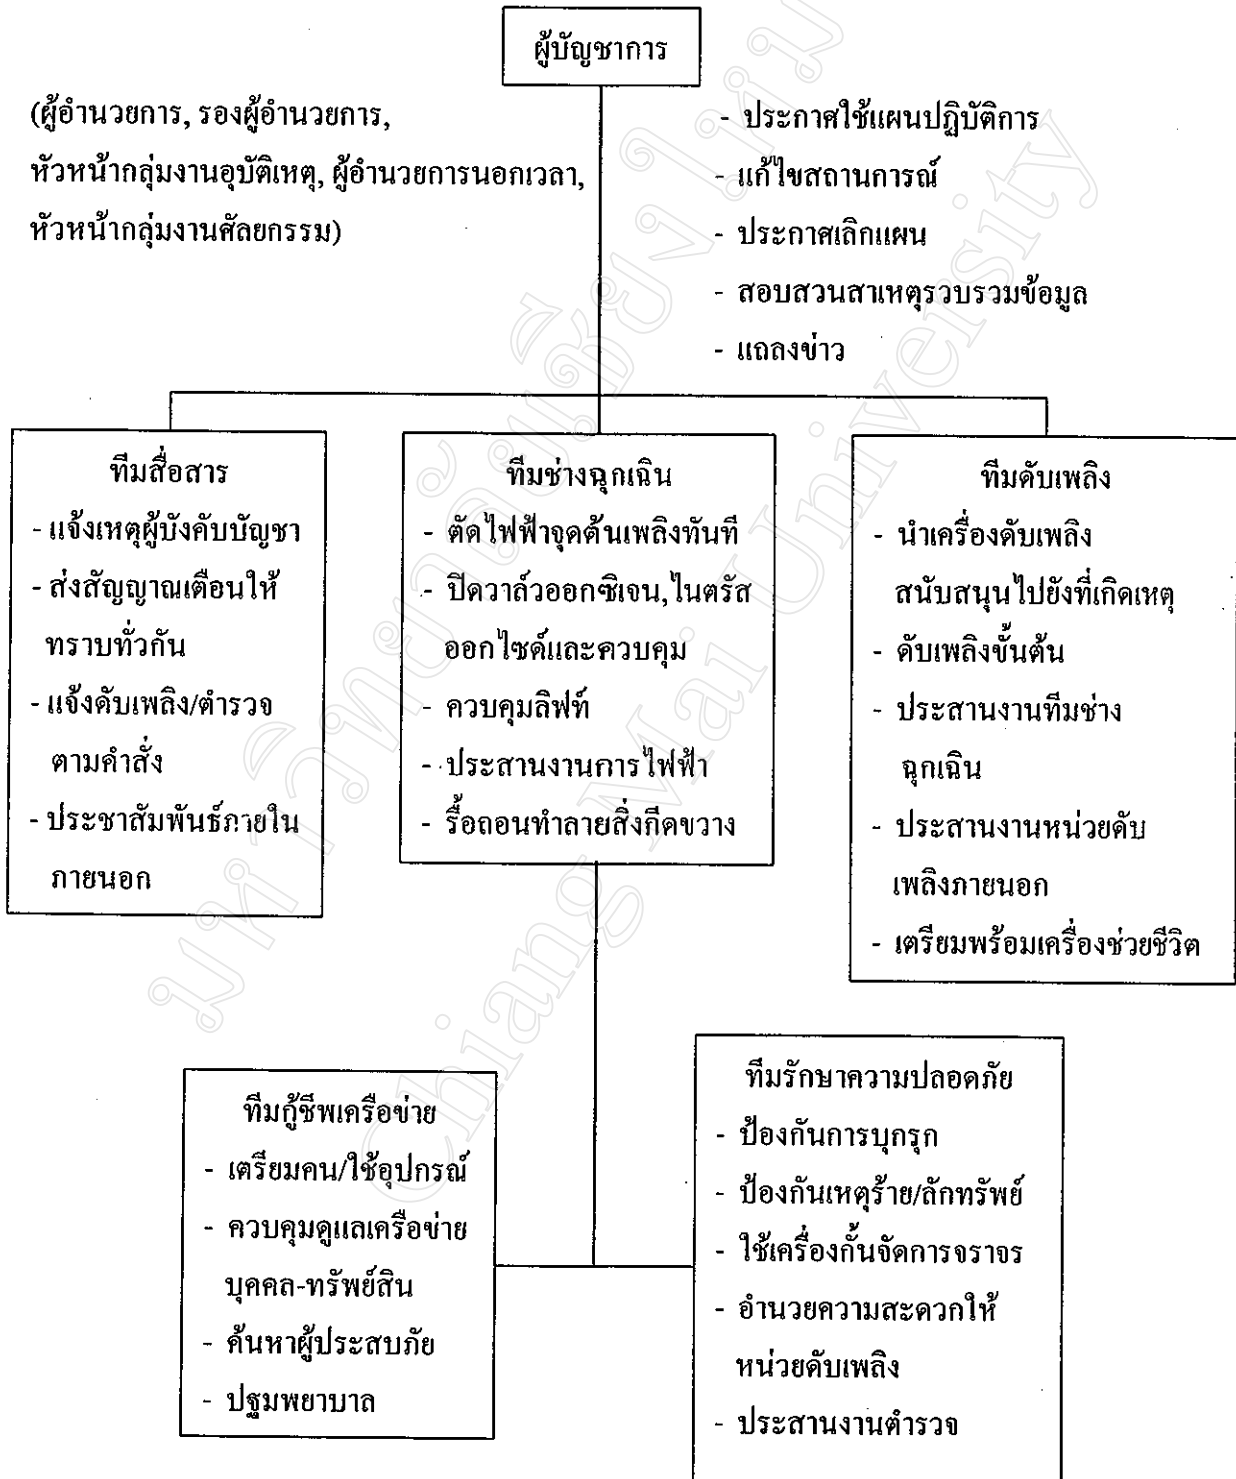 ผู้บัญชาการ
(ผู้อำนวยการ, รองผู้อำนวยการ,
หัวหน้ากลุ่มงานอุบัติเหตุ, ผู้อำนวยการนอกเวลา,
หัวหน้ากลุ่มงานศัลยกรรม)
- ประกาศใช้แผนปฏิบัติการ
- แก้ไขสถานการณ์
- ประกาศเลิกแผน
- สอบสวนสาเหตุรวบรวมข้อมูล
- แถลงข่าว
ทีมสื่อสาร
- แจ้งเหตุผู้บังคับบัญชา
- ส่งสัญญาณเตือนให้
ทราบทั่วกัน
- แจ้งดับเพลิง/ตำรวจ
ตามคำสั่ง
- ประชาสัมพันธ์ภายใน
ภายนอก
ทีมช่างฉุกเฉิน
- ตัดไฟฟ้าจุดต้นเพลิงทันที
- ปิดวาล์วออกซิเจน,ไนตรัส
ออกไซด์และควบคุม
- ควบคุมลิฟท์
- ประสานงานการไฟฟ้า
- รื้อถอนทำลายสิ่งกีดขวาง
ทีมดับเพลิง
- นำเครื่องดับเพลิง
สนับสนุนไปยังที่เกิดเหตุ
- ดับเพลิงขั้นต้น
- ประสานงานทีมช่าง
ฉุกเฉิน
- ประสานงานหน่วยดับ
เพลิงภายนอก
- เตรียมพร้อมเครื่องช่วยชีวิต
ทีมกู้ชีพเครือข่าย
- เตรียมคน/ใช้อุปกรณ์
- ควบคุมดูแลเครือข่าย
บุคคล-ทรัพย์สิน
- ค้นหาผู้ประสบภัย
- ปฐมพยาบาล
ทีมรักษาความปลอดภัย
- ป้องกันการบุกรุก
- ป้องกันเหตุร้าย/ลักทรัพย์
- ใช้เครื่องกั้นจัดการจราจร
- อำนวยความสะดวกให้
หน่วยดับเพลิง
- ประสานงานตำรวจ
มหาวิทยาลัยเชียงใหม่
Chiang Mai University